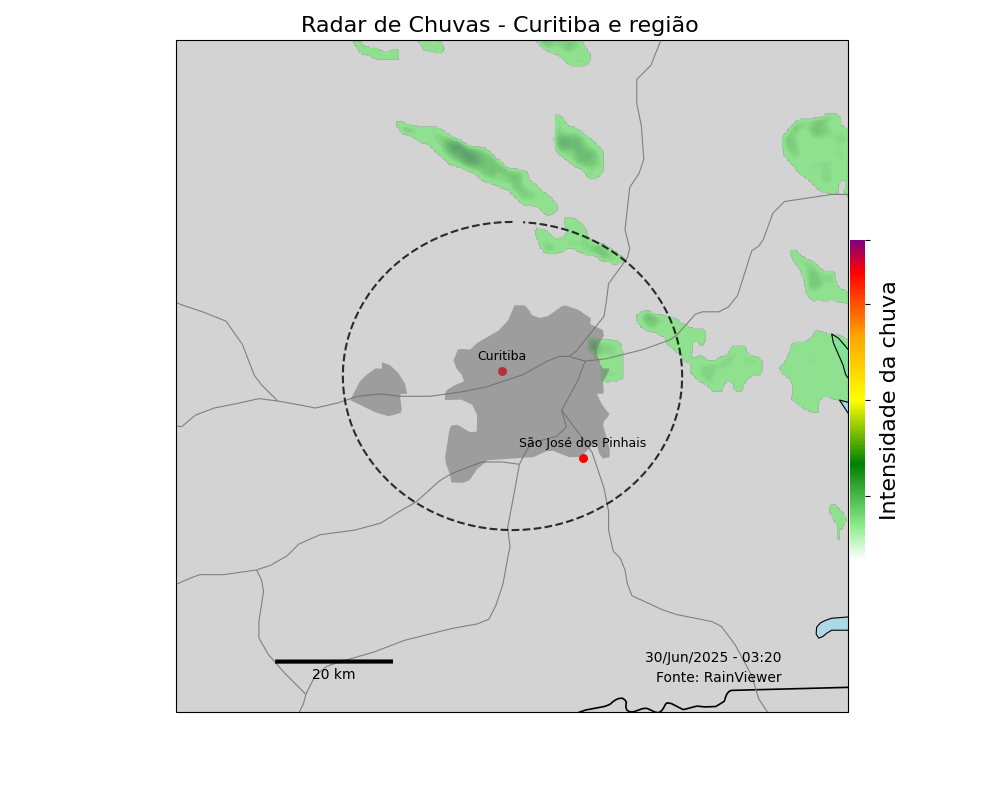 Radar de Chuvas - Curitiba e região
Curitiba
São José dos Pinhais
Intensidade da chuva
30/Jun/2025 - 03:20
Fonte: RainViewer
20 km